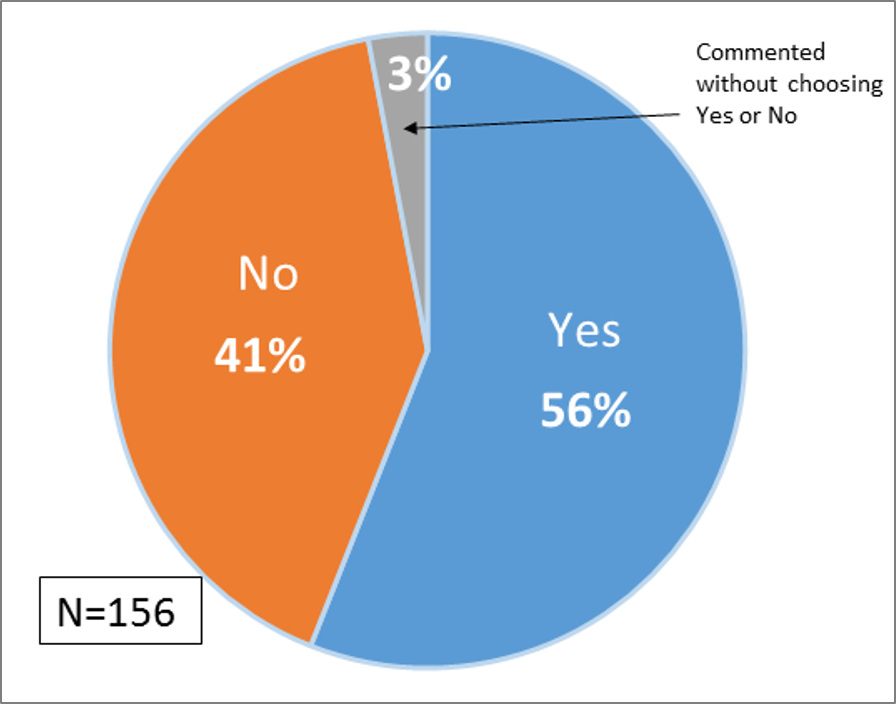 3%
Commented
without choosing
Yes or No
No
41%
Yes
56%
N=156